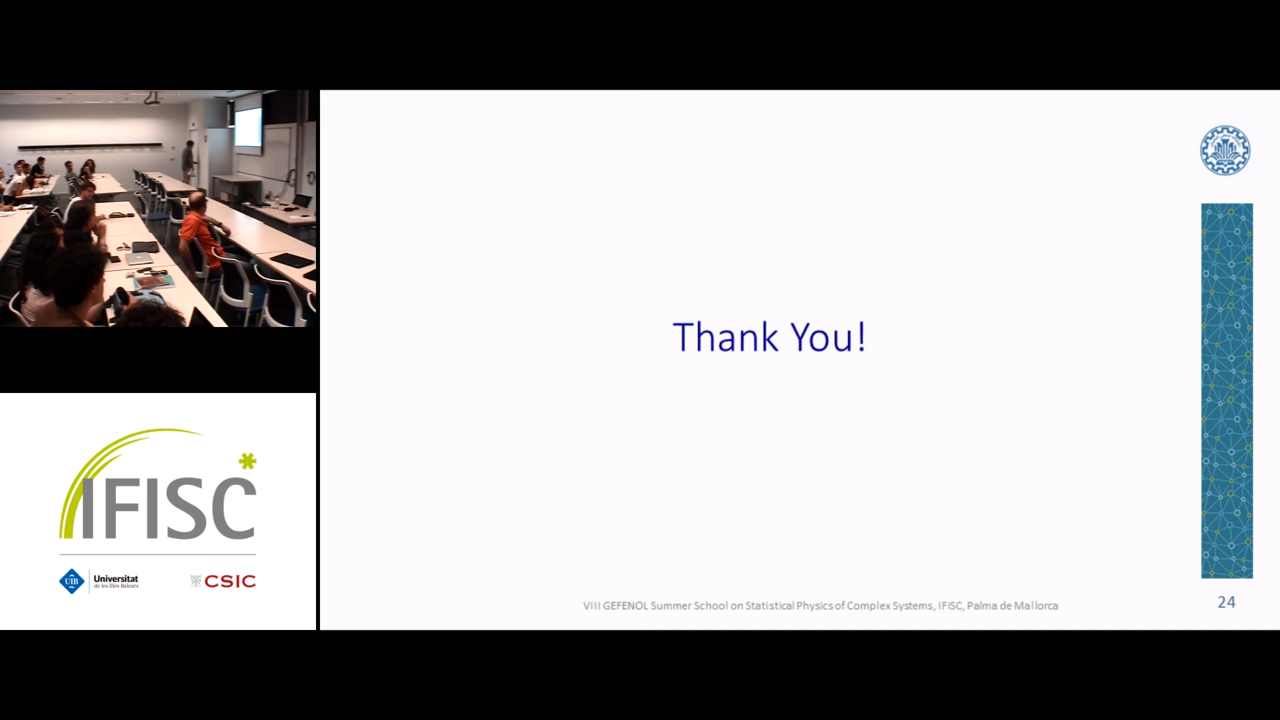 Thank You!
VIII GEFENOL Summer School on Statistical Physics of Complex Systems, IFISC, Palma de Mallorca
24
IFISC
UIB
Universitat
de les Illes Balears
CSIC